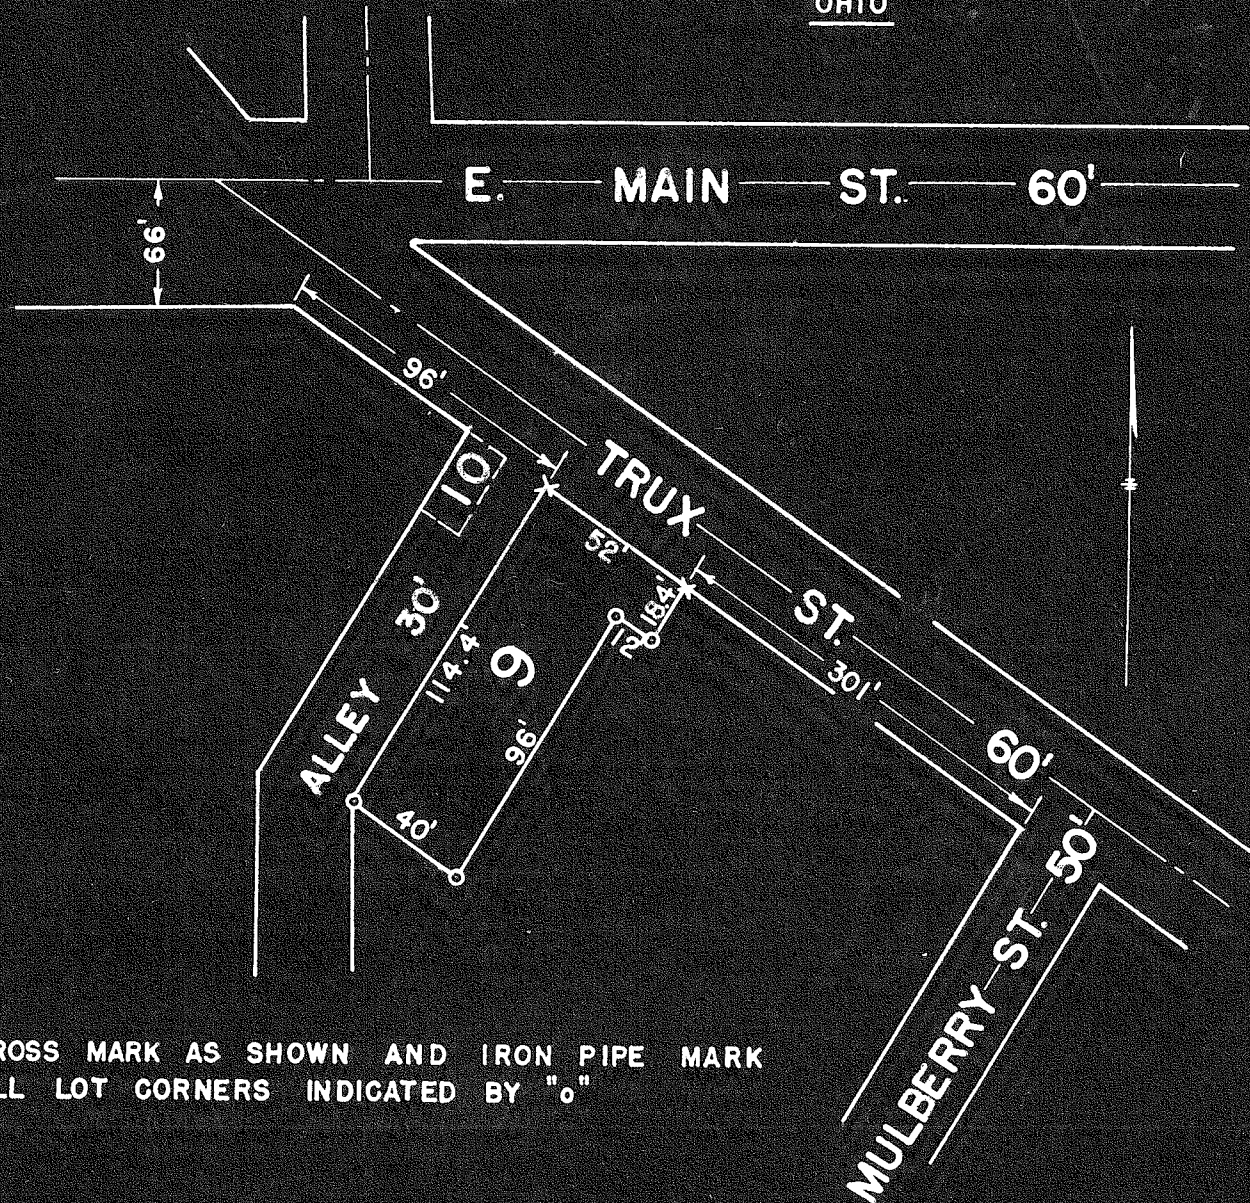 OHIO
E. MAIN ST. 60'
66'
96'
10
TRUX ST. 60'
52'
18.4'
12'
30'
114.4'
9
301'
ALLEY
96'
40'
50'
MULBERRY ST.
ROSS MARK AS SHOWN AND IRON PIPE MARK
LL LOT CORNERS INDICATED BY "o"